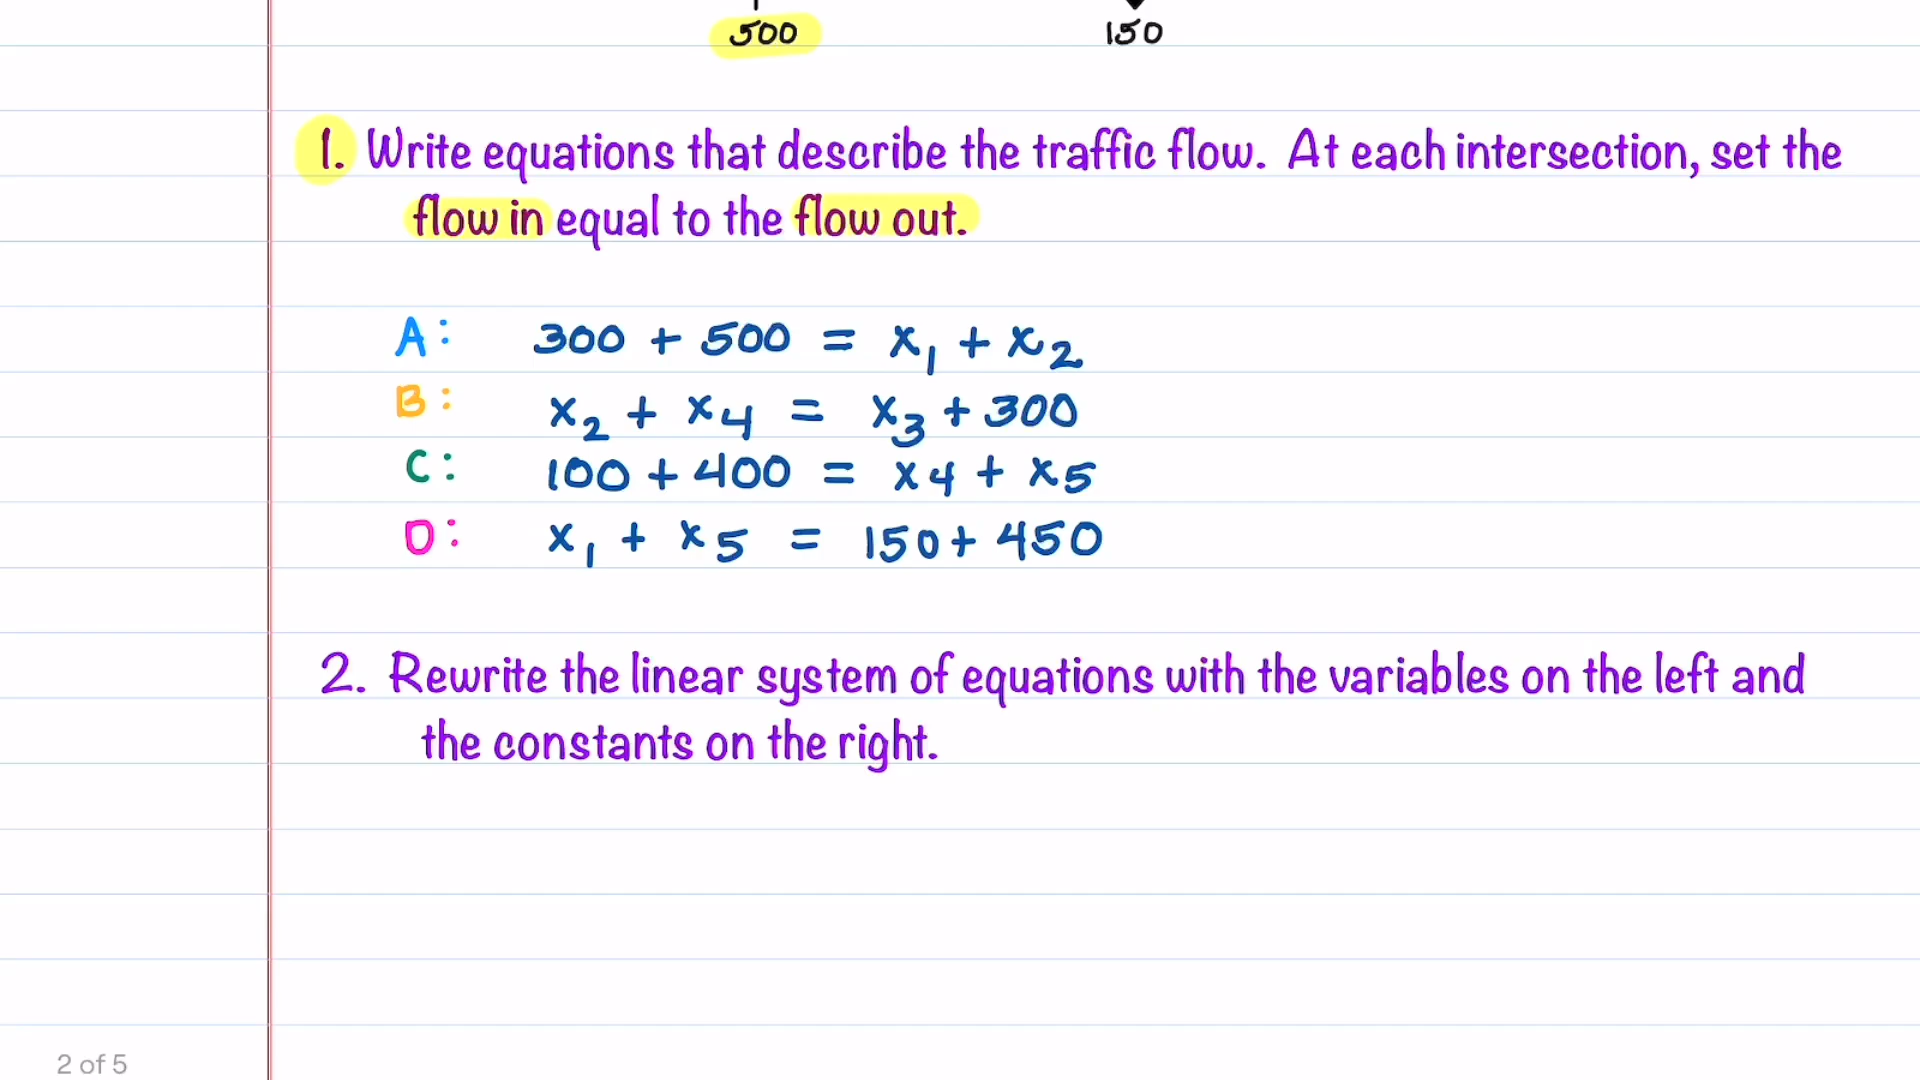 500 150
1. Write equations that describe the traffic flow. At each intersection, set the
flow in equal to the flow out.
A: 300 + 500 = x₁ + x₂
B: x₂ + x₄ = x₃ + 300
C: 100 + 400 = x₄ + x₅
D: x₁ + x₅ = 150 + 450
2. Rewrite the linear system of equations with the variables on the left and
the constants on the right.
2 of 5